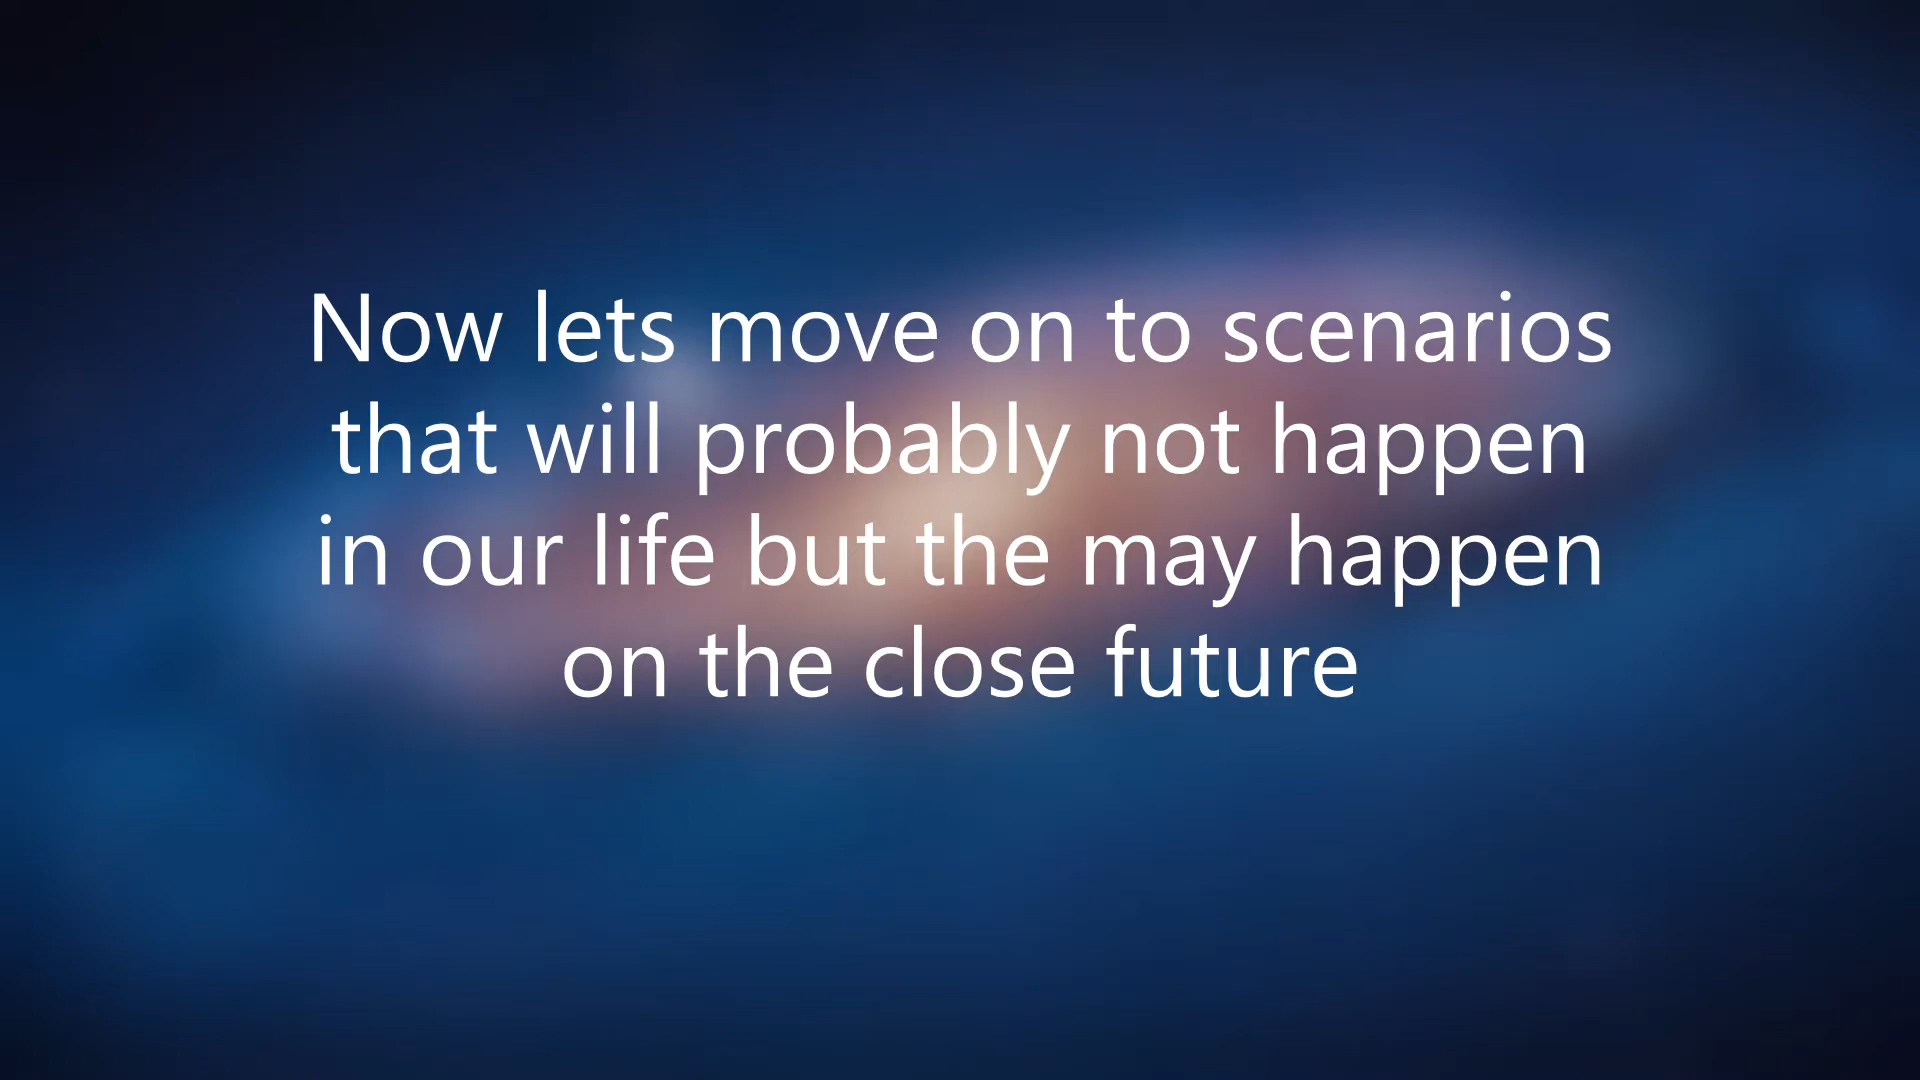 Now lets move on to scenarios
that will probably not happen
in our life but the may happen
on the close future